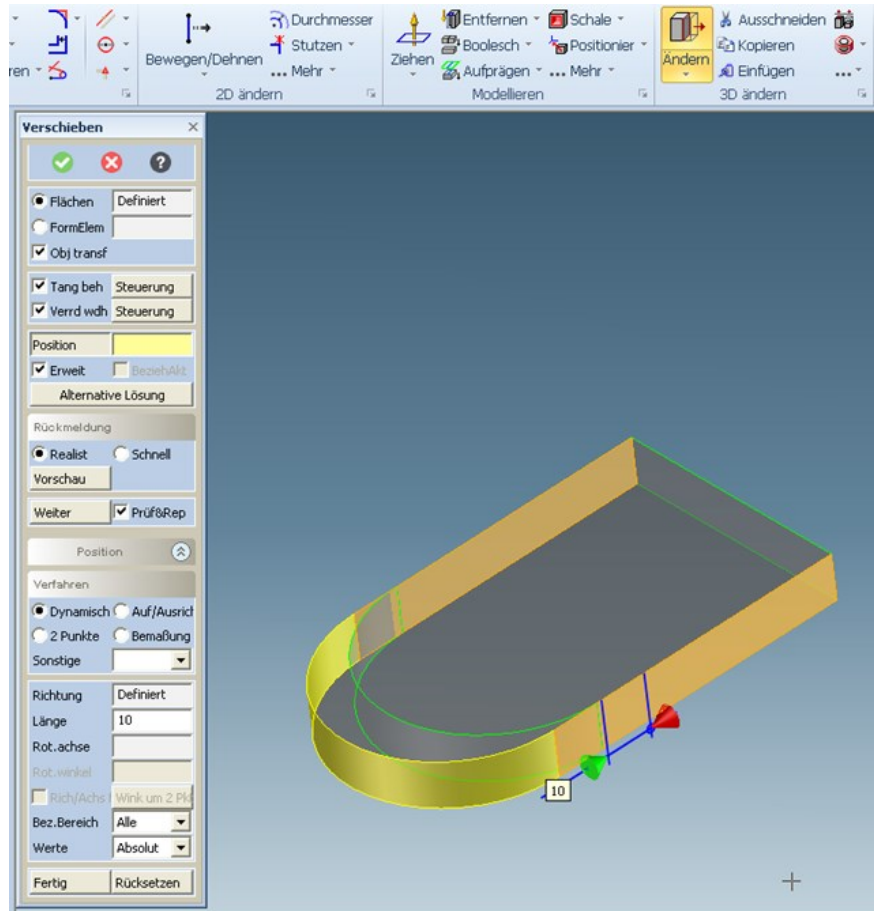 Durchmesser
Stutzen
... Mehr
Bewegen/Dehnen
2D ändern
Ziehen
Entfernen
Schale
Boolesch
Positionier
Aufprägen
... Mehr
Modellieren
Ändern
Ausschneiden
Kopieren
Einfügen
3D ändern
Verschieben
Flächen Definiert
FormElem
Obj transf
Tang beh Steuerung
Verrd wdh Steuerung
Position
Erweit BeziehAkt
Alternative Lösung
Rückmeldung
Realist Schnell
Vorschau
Weiter Prüf&Rep
Position
Verfahren
Dynamisch Auf/Ausrich
2 Punkte Bemaßung
Sonstige
Richtung Definiert
Länge 10
Rot.achse
Rot.winkel
Rich/Achs Wink um 2 Pkt
Bez.Bereich Alle
Werte Absolut
Fertig Rücksetzen
10